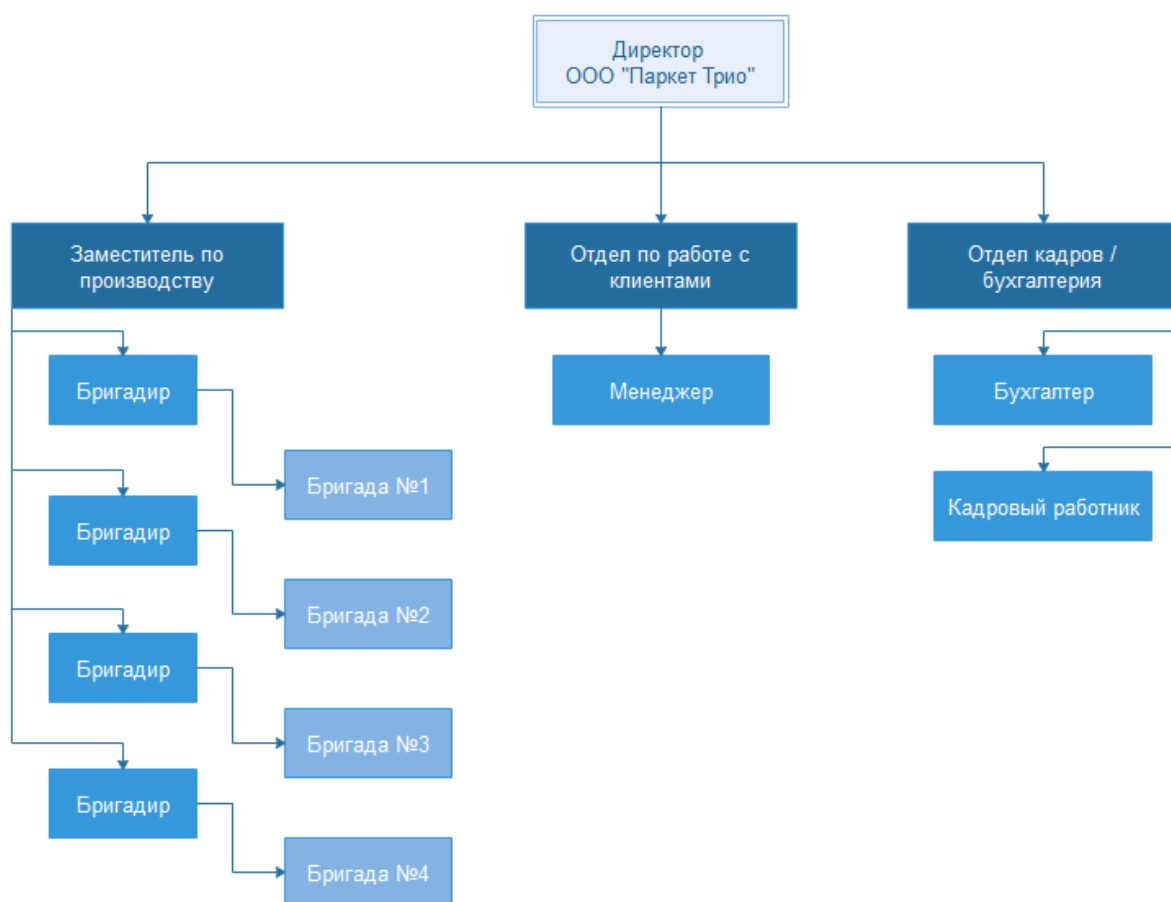 Директор
ООО "Паркет Трио"
Заместитель по
производству
Отдел по работе с
клиентами
Отдел кадров /
бухгалтерия
Бригадир
Менеджер
Бухгалтер
Бригада №1
Кадровый работник
Бригадир
Бригада №2
Бригадир
Бригада №3
Бригадир
Бригада №4